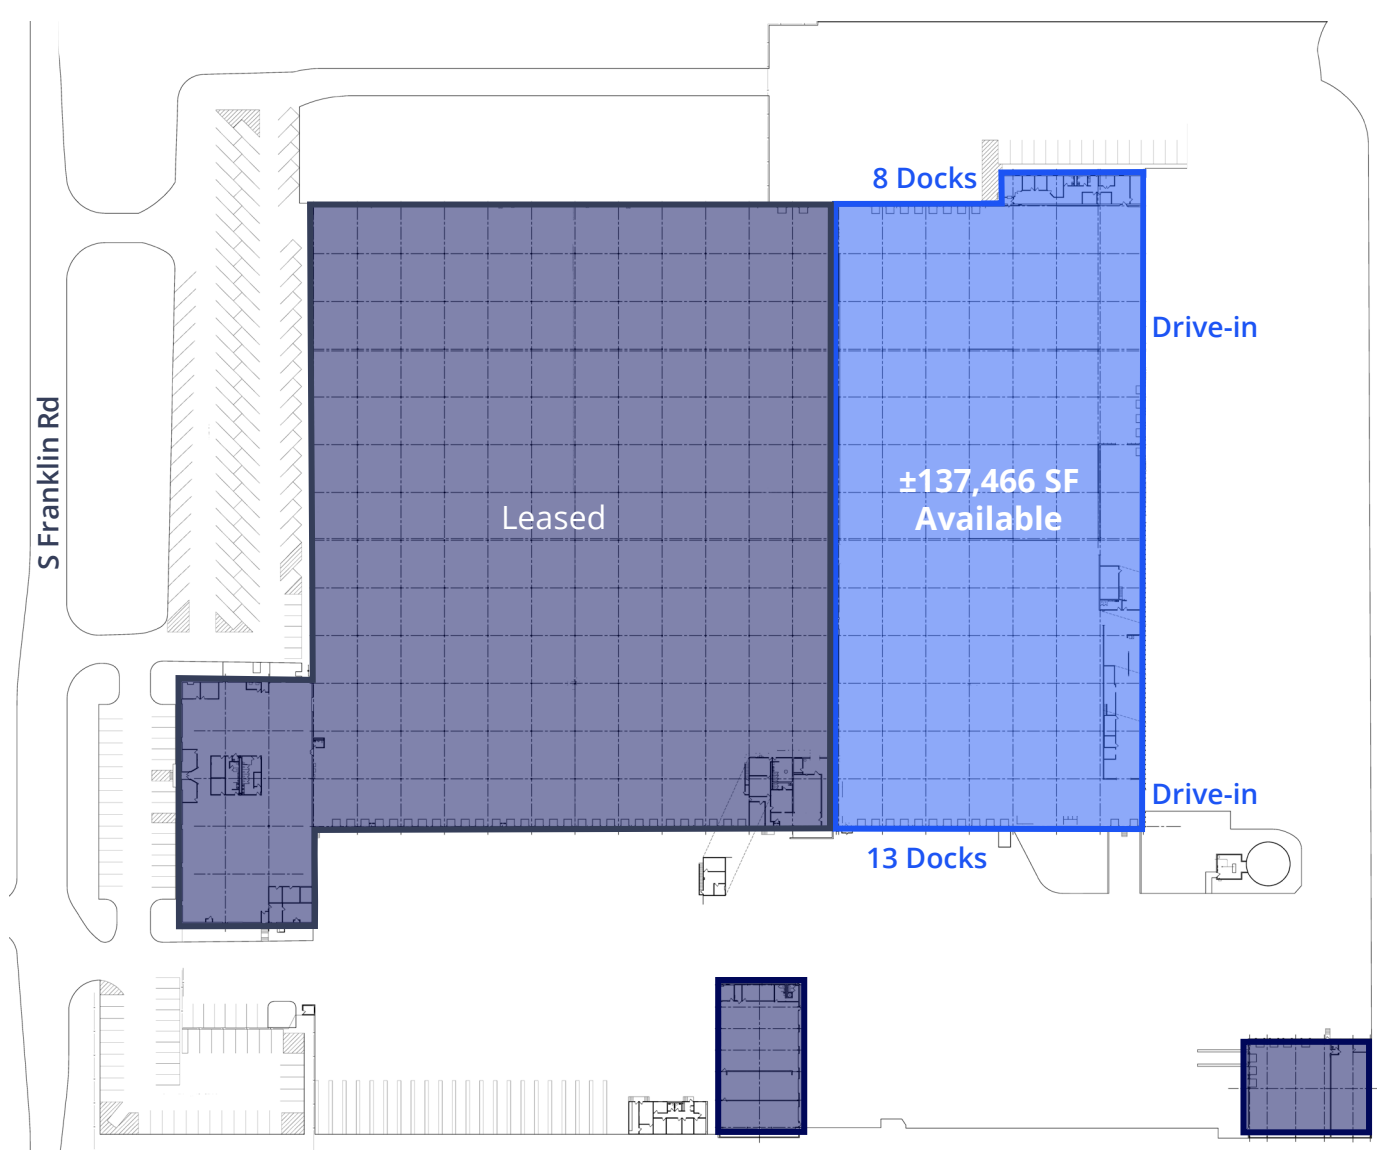 8 Docks
Drive-in
S Franklin Rd
±137,466 SF
Available
Leased
Drive-in
13 Docks